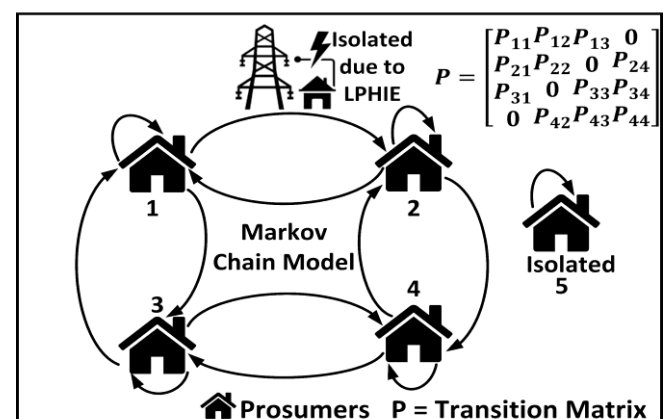 Isolated
due to
LPHIE
P = [P₁₁ P₁₂ P₁₃ 0
P₂₁ P₂₂ 0 P₂₄
P₃₁ 0 P₃₃ P₃₄
0 P₄₂ P₄₃ P₄₄]
1
2
Markov
Chain Model
Isolated
5
3
4
Prosumers P = Transition Matrix